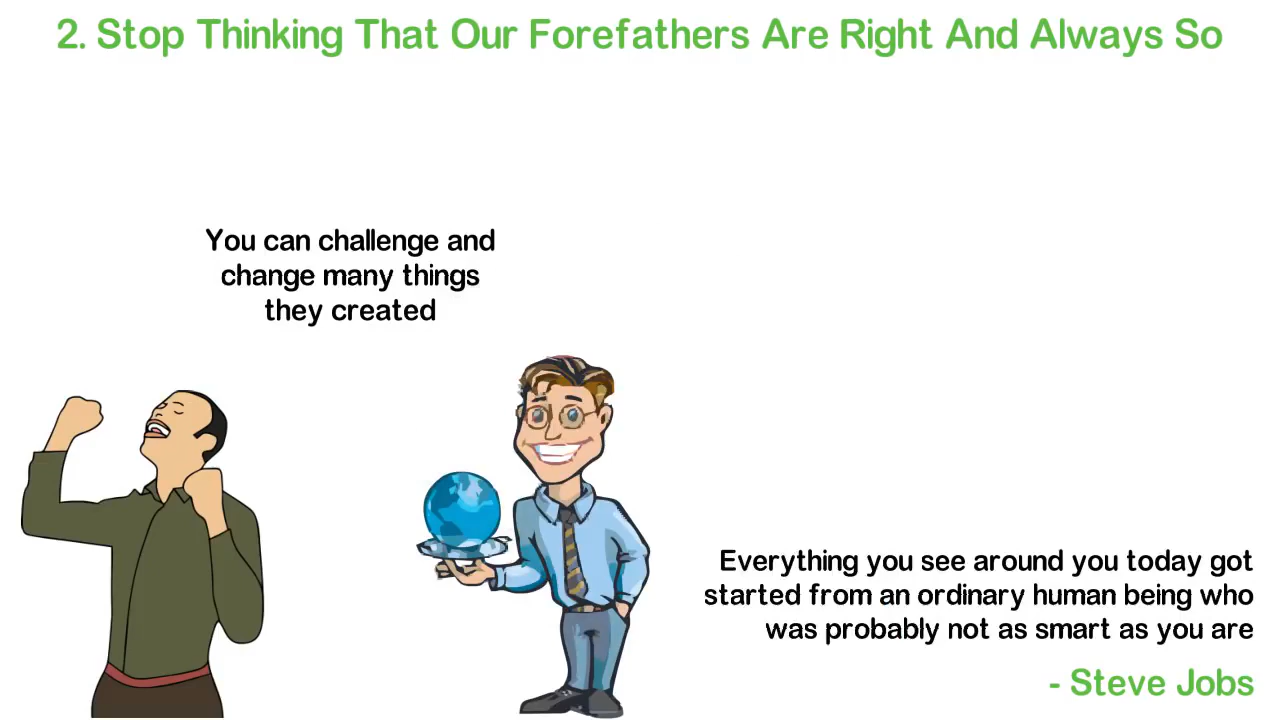 2. Stop Thinking That Our Forefathers Are Right And Always So
You can challenge and
change many things
they created
Everything you see around you today got
started from an ordinary human being who
was probably not as smart as you are
- Steve Jobs